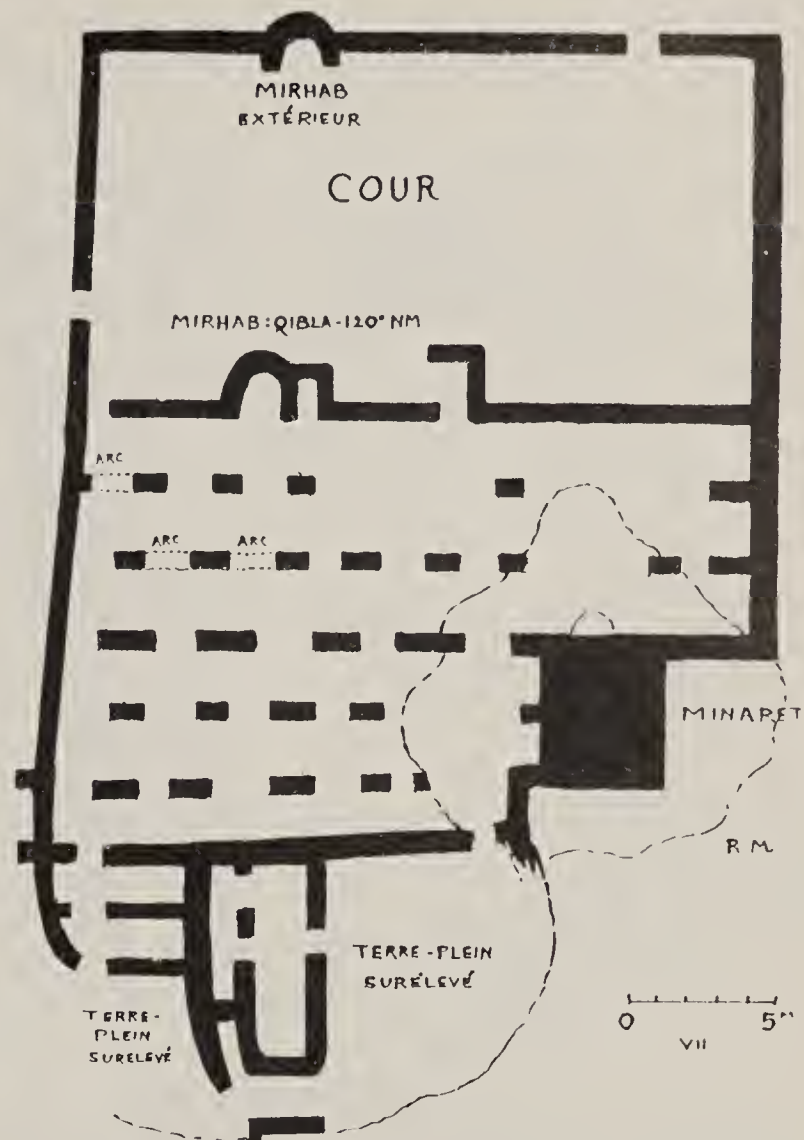 MIRHAB
EXTÉRIEUR
COUR
MIRHAB:QIBLA-120° NM
ARC
ARC
ARC
MINARET
R M.
TERRE-PLEIN
SURÉLEVÉ
TERRE-
PLEIN
SURELEVÉ
0 5M
VII